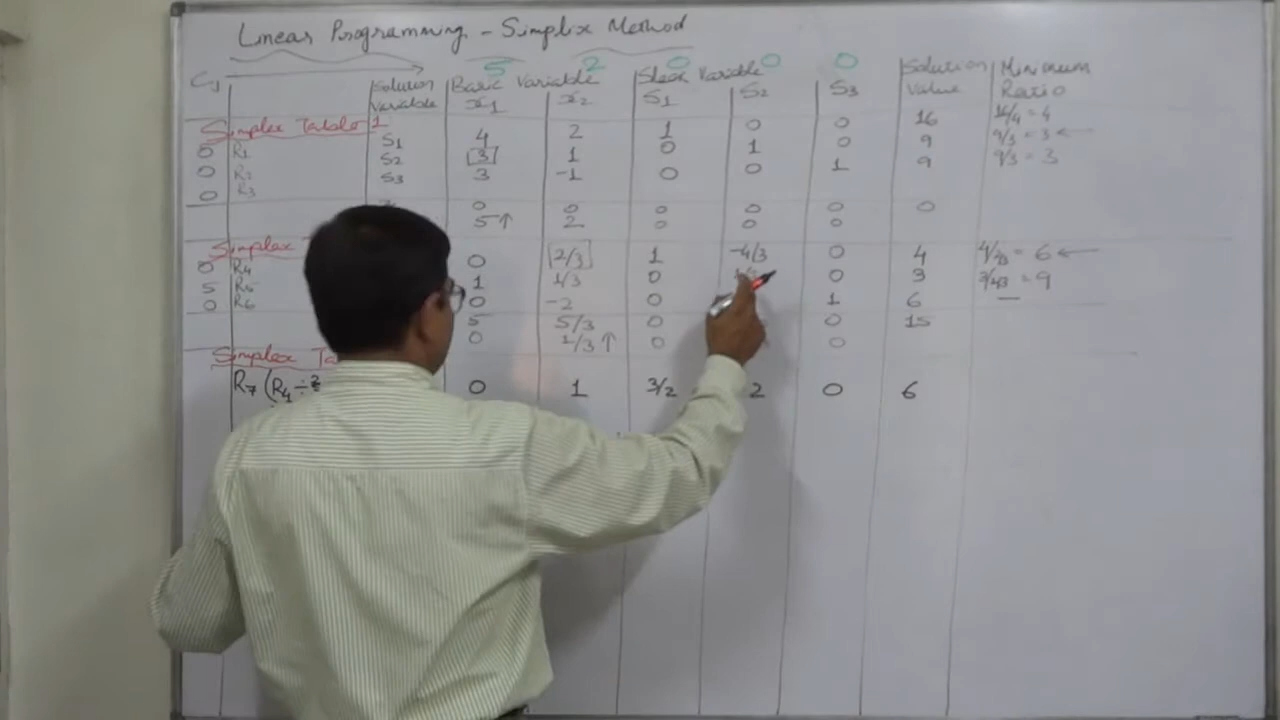 Linear Programming - Simplix Method
5 2 0 0 0
Cj Solution Variable Basic Variable Slack Variable Solution Value Minimum Ratio
x1 x2 S1 S2 S3
Simplex Table 1
0 R1 S1 4 2 1 0 0 16 16/4 = 4
0 R2 S2 3 1 0 1 0 9 9/3 = 3 ←
0 R3 S3 3 -1 0 0 1 9 9/3 = 3
0 0 0 0 0 0
5↑ 2 0 0 0
Simplex
0 R4 0 2/3 1 -4/3 0 4 = 6 ←
5 R5 1 1/3 0 0 3 = 9
0 R6 0 -2 0 1 6 —
5 5/3 0 0 15
0 1/3↑ 0 0
Simplex Ta
R7 (R4 ÷ 2 0 1 3/2 2 0 6